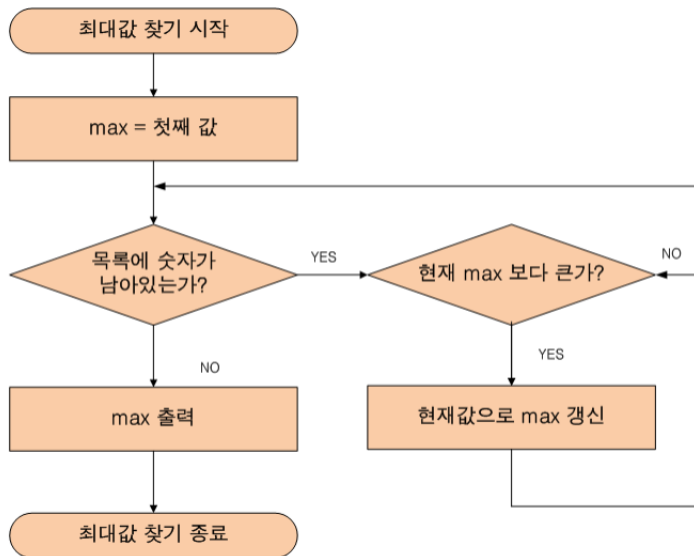 최대값 찾기 시작
max = 첫째 값
목록에 숫자가
남아있는가?
YES
현재 max 보다 큰가?
NO
NO
YES
max 출력
현재값으로 max 갱신
최대값 찾기 종료